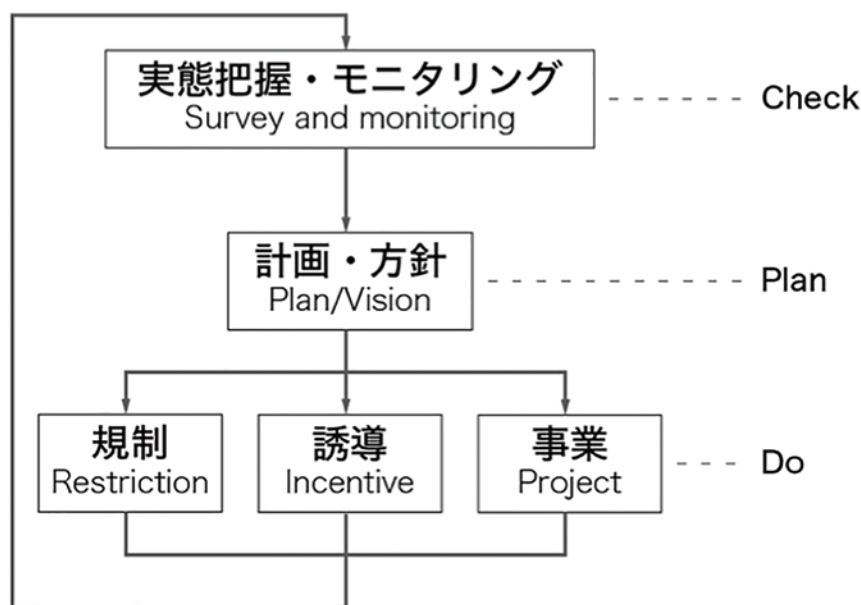 実態把握・モニタリング
Survey and monitoring
Check
計画・方針
Plan/Vision
Plan
規制
Restriction
誘導
Incentive
事業
Project
Do